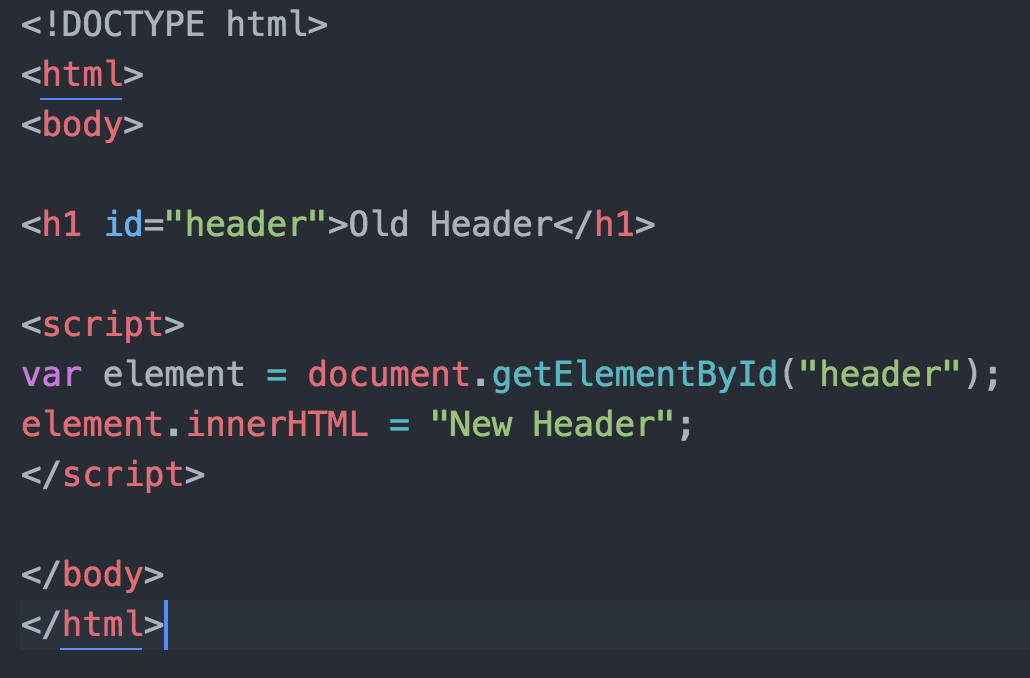 <!DOCTYPE html>
<html>
<body>
<h1 id="header">Old Header</h1>
<script>
var element = document.getElementById("header");
element.innerHTML = "New Header";
</script>
</body>
</html>